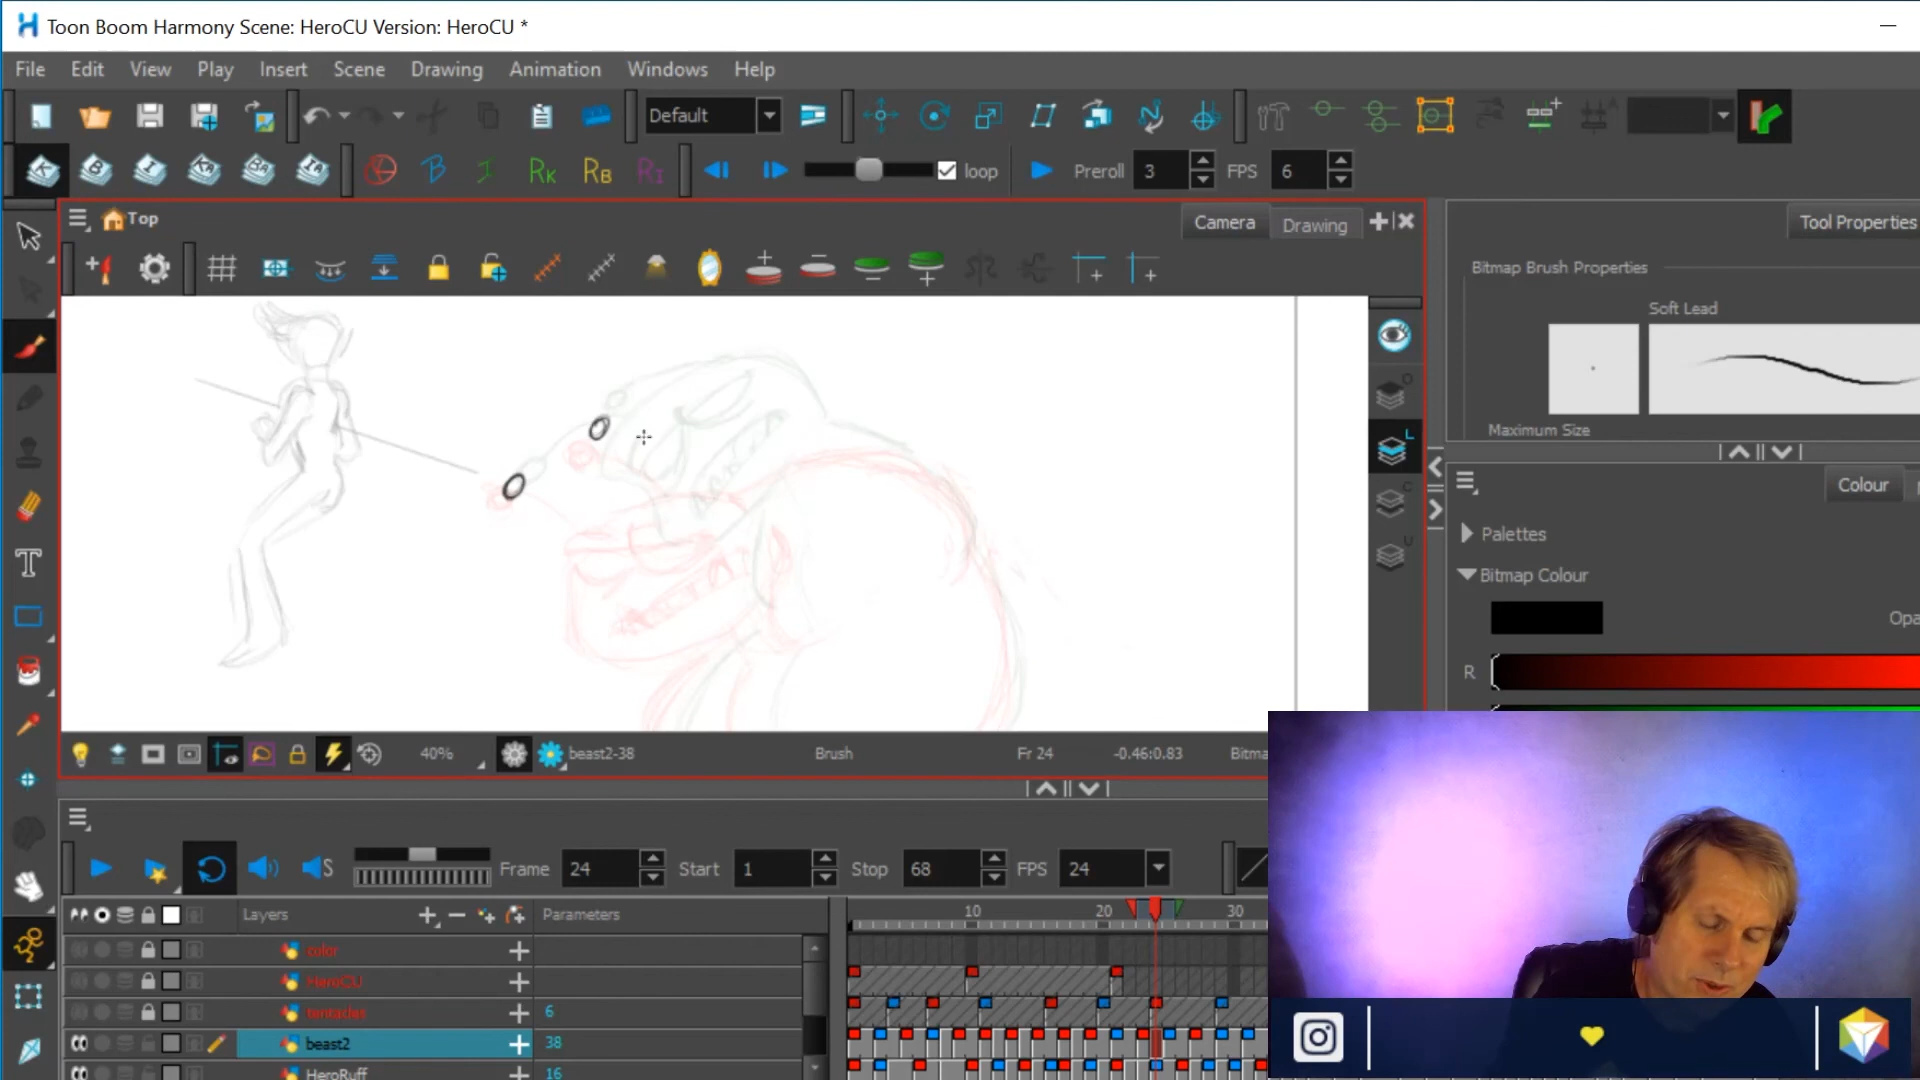 Toon Boom Harmony Scene: HeroCU Version: HeroCU *
File Edit View Play Insert Scene Drawing Animation Windows Help
Default
loop Preroll 3 FPS 6
Top
Camera Drawing
Tool Properties
Bitmap Brush Properties
Soft Lead
Maximum Size
Colour
Palettes
Bitmap Colour
Opa
R
40% beast2-38 Brush Fr 24 -0.46:0.83 Bitma
Frame 24 Start 1 Stop 68 FPS 24
Layers Parameters 10 20 30
color
HeroCU
tentacles 6
beast2 38
HeroRuff 16